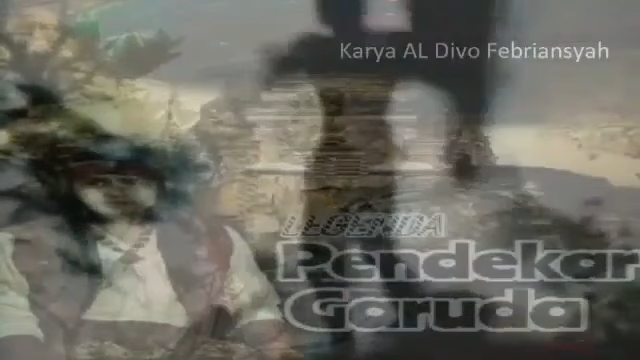 Karya AL Divo Febriansyah
LEGENDA
Pendekar
Garuda